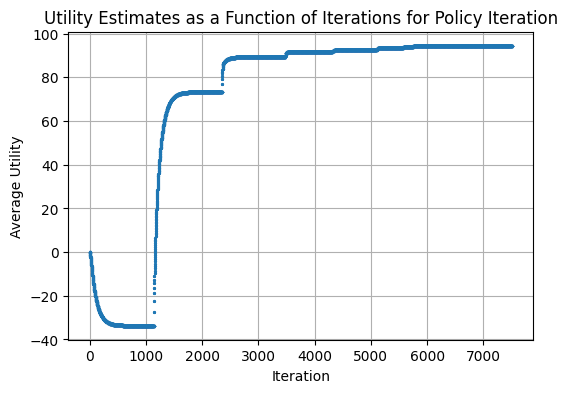 Utility Estimates as a Function of Iterations for Policy Iteration
100
80
60
40
20
0
−20
−40
Average Utility
0 1000 2000 3000 4000 5000 6000 7000
Iteration